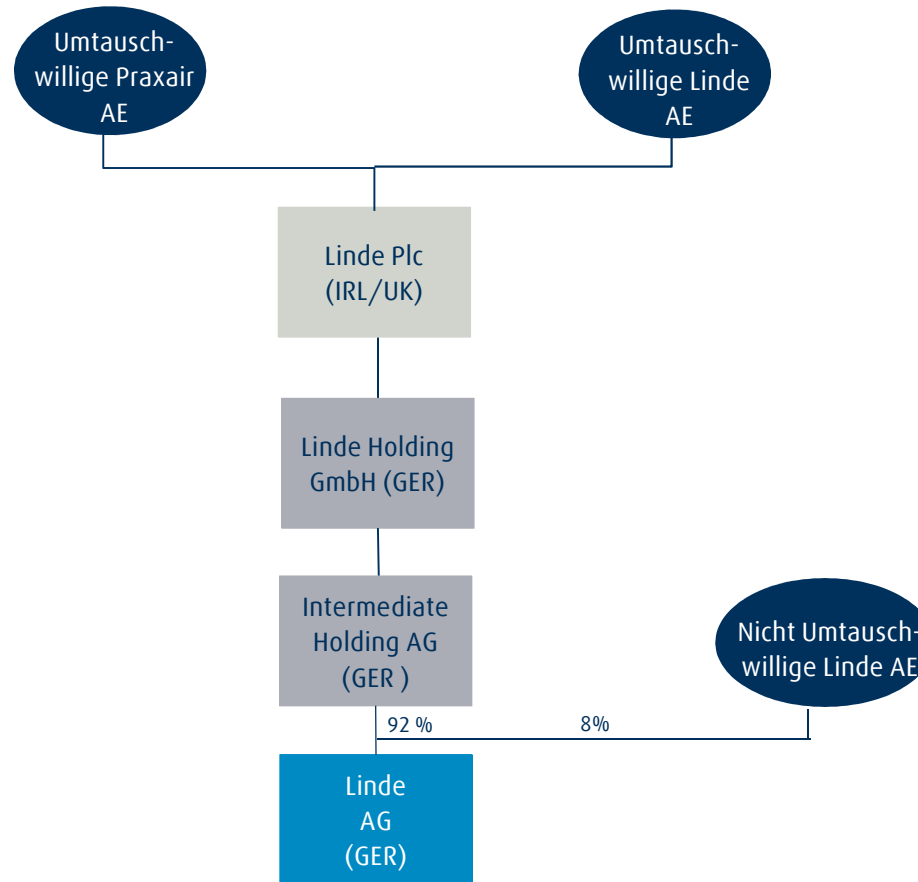 Umtausch-
willige Praxair
AE
Umtausch-
willige Linde
AE
Linde Plc
(IRL/UK)
Linde Holding
GmbH (GER)
Intermediate
Holding AG
(GER )
Nicht Umtausch-
willige Linde AE
92 %
8%
Linde
AG
(GER)